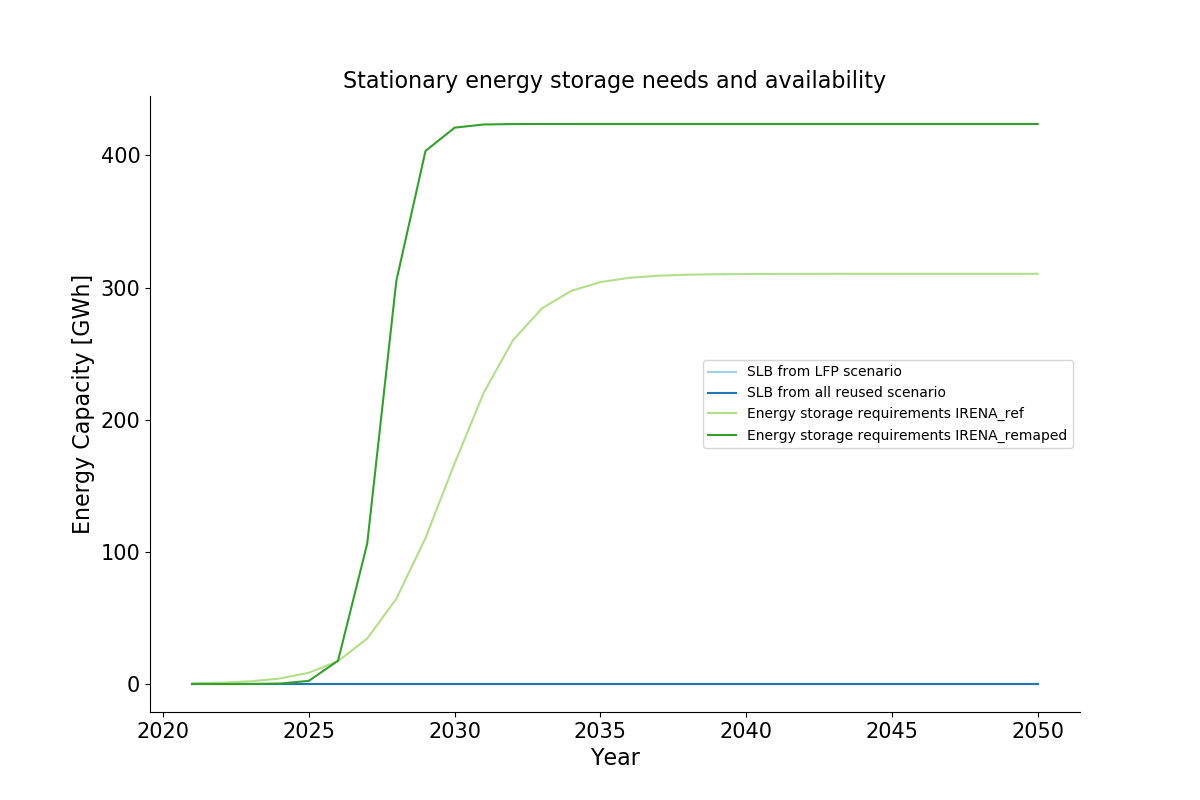 Stationary energy storage needs and availability
Energy Capacity [GWh]
400
300
200
100
0
SLB from LFP scenario
SLB from all reused scenario
Energy storage requirements IRENA_ref
Energy storage requirements IRENA_remaped
2020 2025 2030 2035 2040 2045 2050
Year